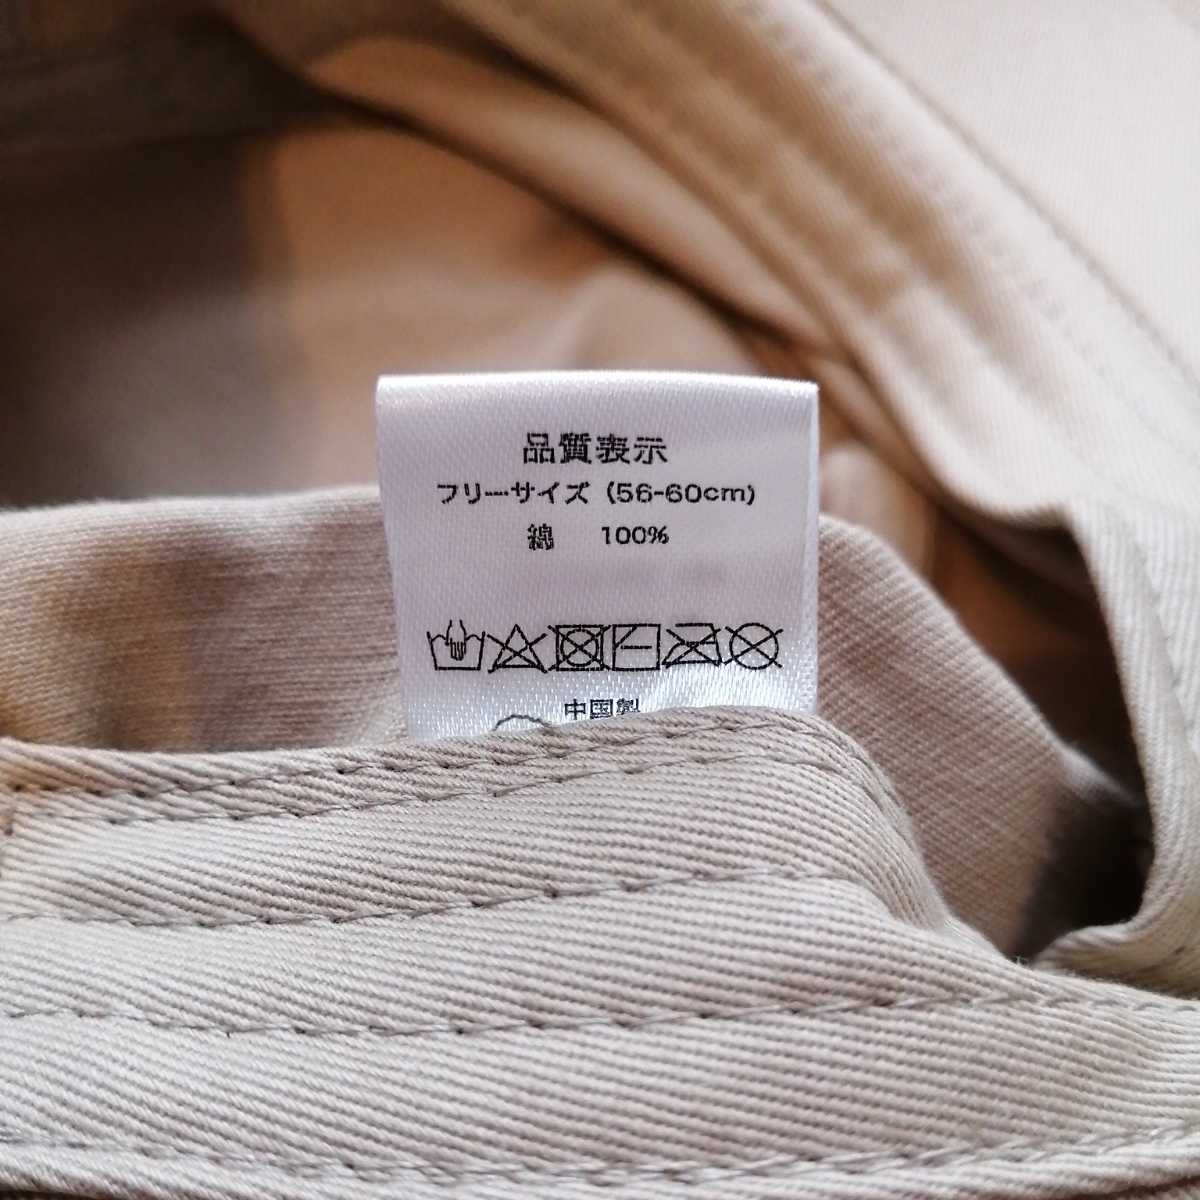 品質表示
フリーサイズ (56-60cm)
綿 100%
中国製